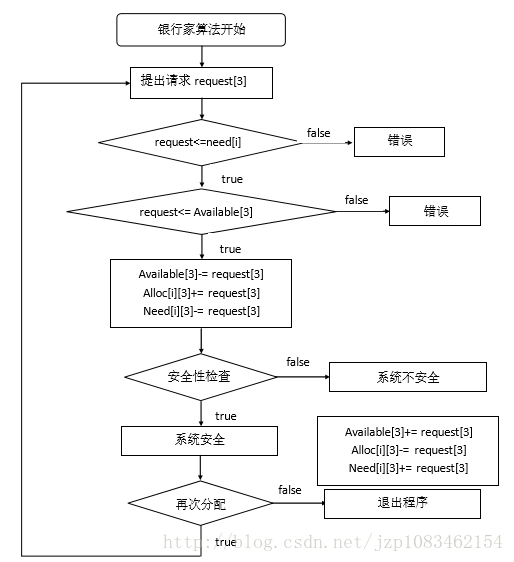 银行家算法开始
提出请求 request[3]
request<=need[i]
false
错误
true
request<= Available[3]
false
错误
true
Available[3]-= request[3]
Alloc[i][3]+= request[3]
Need[i][3]-= request[3]
安全性检查
false
系统不安全
true
系统安全
Available[3]+= request[3]
Alloc[i][3]-= request[3]
Need[i][3]+= request[3]
再次分配
false
退出程序
true
http://blog.csdn.net/jzp1083462154